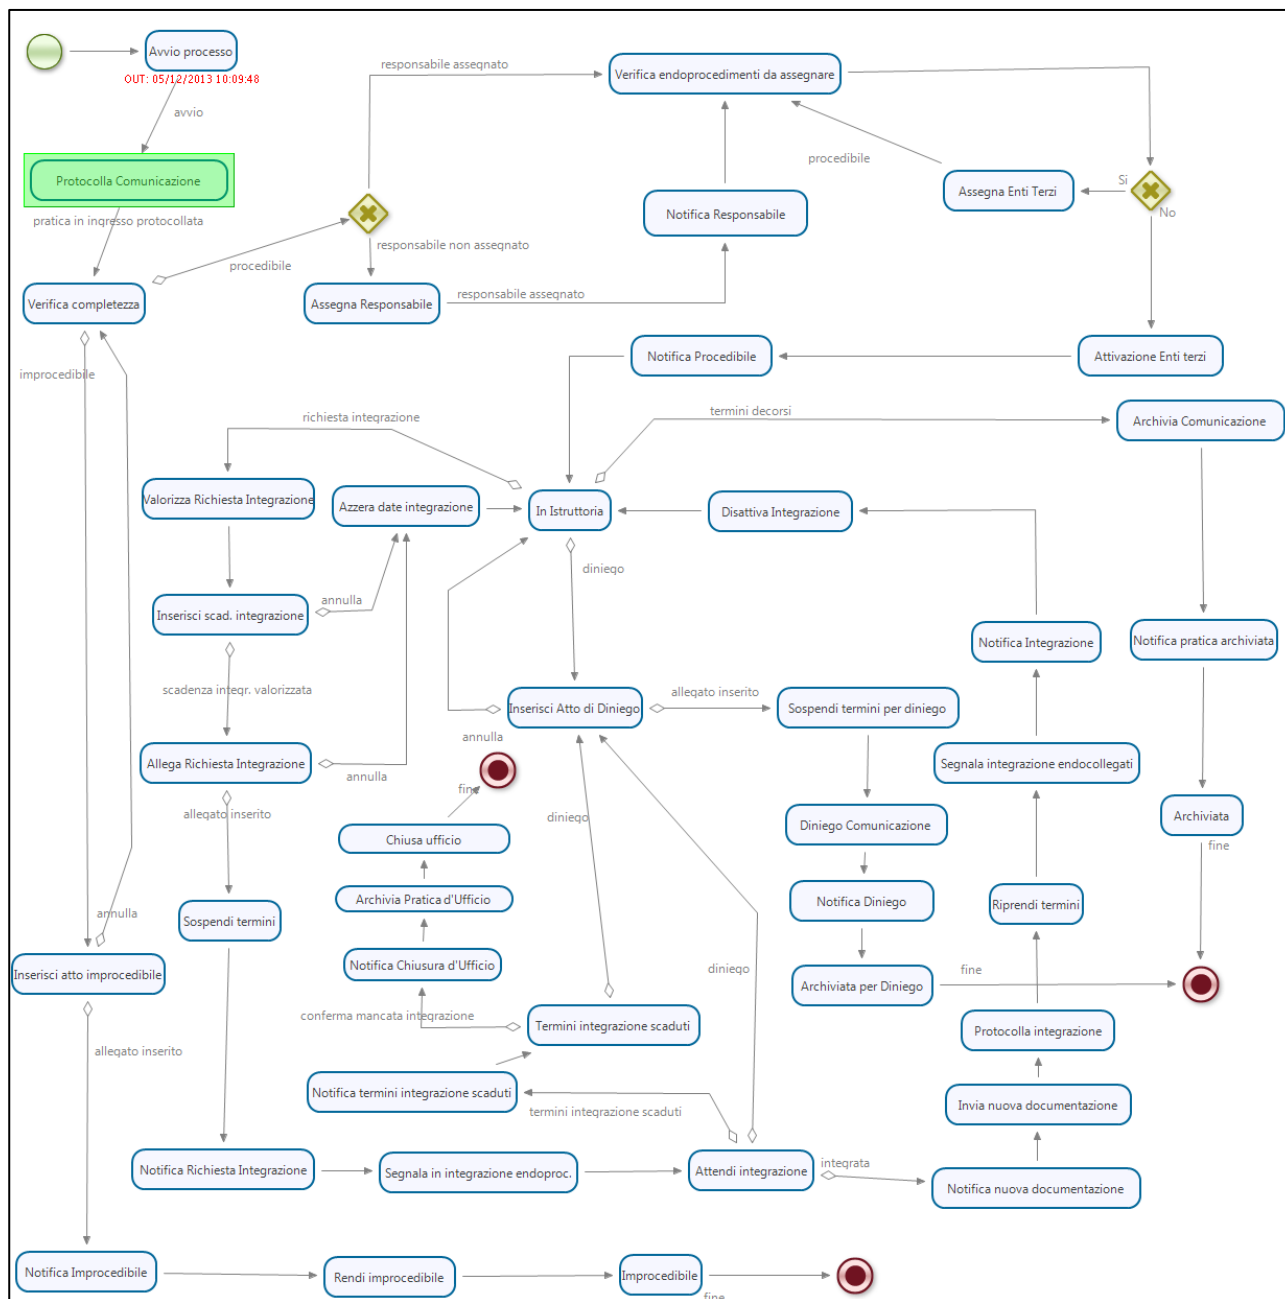 Avvio processo
OUT: 05/12/2013 10:09:48
avvio
Protocolla Comunicazione
pratica in ingresso protocollata
Verifica completezza
procedibile
responsabile assegnato
responsabile non assegnato
Assegna Responsabile
responsabile assegnato
Notifica Responsabile
Verifica endoprocedimenti da assegnare
procedibile
Assegna Enti Terzi
Si
No
Attivazione Enti terzi
Notifica Procedibile
improcedibile
richiesta integrazione
termini decorsi
Archivia Comunicazione
Valorizza Richiesta Integrazione
Azzera date integrazione
In Istruttoria
Disattiva Integrazione
diniego
annulla
Inserisci scad. integrazione
Notifica Integrazione
Notifica pratica archiviata
scadenza integr. valorizzata
Inserisci Atto di Diniego
allegato inserito
Sospendi termini per diniego
annulla
Allega Richiesta Integrazione
annulla
Segnala integrazione endocollegati
fine
allegato inserito
diniego
Chiusa ufficio
Diniego Comunicazione
Archiviata
fine
Archivia Pratica d'Ufficio
Notifica Diniego
Riprendi termini
annulla
Sospendi termini
Notifica Chiusura d'Ufficio
diniego
Inserisci atto improcedibile
Archiviata per Diniego
fine
conferma mancata integrazione
Termini integrazione scaduti
Protocolla integrazione
allegato inserito
Notifica termini integrazione scaduti
termini integrazione scaduti
Invia nuova documentazione
Notifica Richiesta Integrazione
Segnala in integrazione endoproc.
Attendi integrazione
integrata
Notifica nuova documentazione
Notifica Improcedibile
Rendi improcedibile
Improcedibile
fine